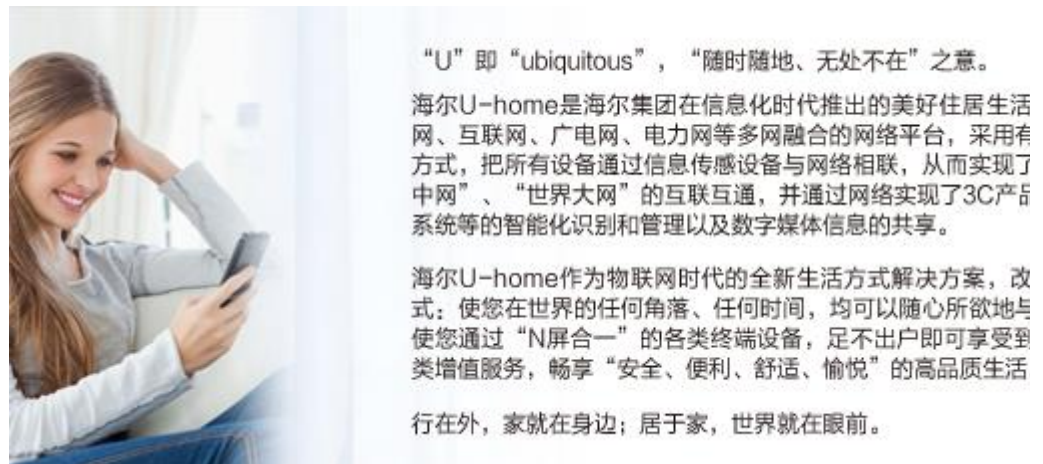 “U”即“ubiquitous”，“随时随地、无处不在”之意。
海尔U-home是海尔集团在信息化时代推出的美好住居生活
网、互联网、广电网、电力网等多网融合的网络平台，采用有
方式，把所有设备通过信息传感设备与网络相联，从而实现了
中网”、“世界大网”的互联互通，并通过网络实现了3C产品
系统等的智能化识别和管理以及数字媒体信息的共享。
海尔U-home作为物联网时代的全新生活方式解决方案，改
式；使您在世界的任何角落、任何时间，均可以随心所欲地与
使您通过“N屏合一”的各类终端设备，足不出户即可享受到
类增值服务，畅享“安全、便利、舒适、愉悦”的高品质生活
行在外，家就在身边；居于家，世界就在眼前。